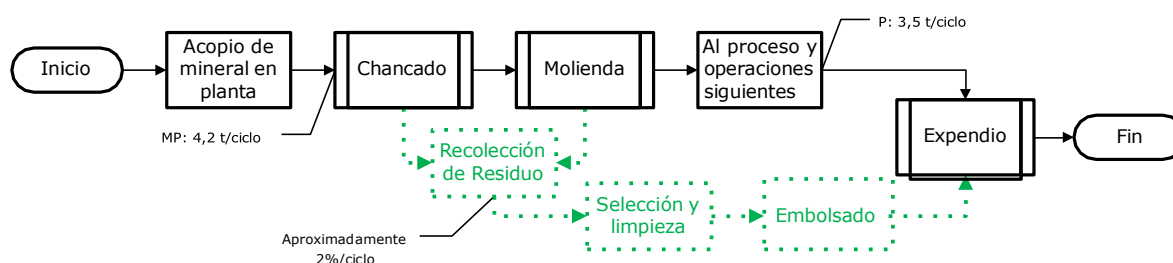 P: 3,5 t/ciclo
Inicio
Acopio de
mineral en
planta
Chancado
Molienda
Al proceso y
operaciones
siguientes
MP: 4,2 t/ciclo
Expendio
Fin
Recolección
de Residuo
Selección y
limpieza
Embolsado
Aproximadamente
2%/ciclo